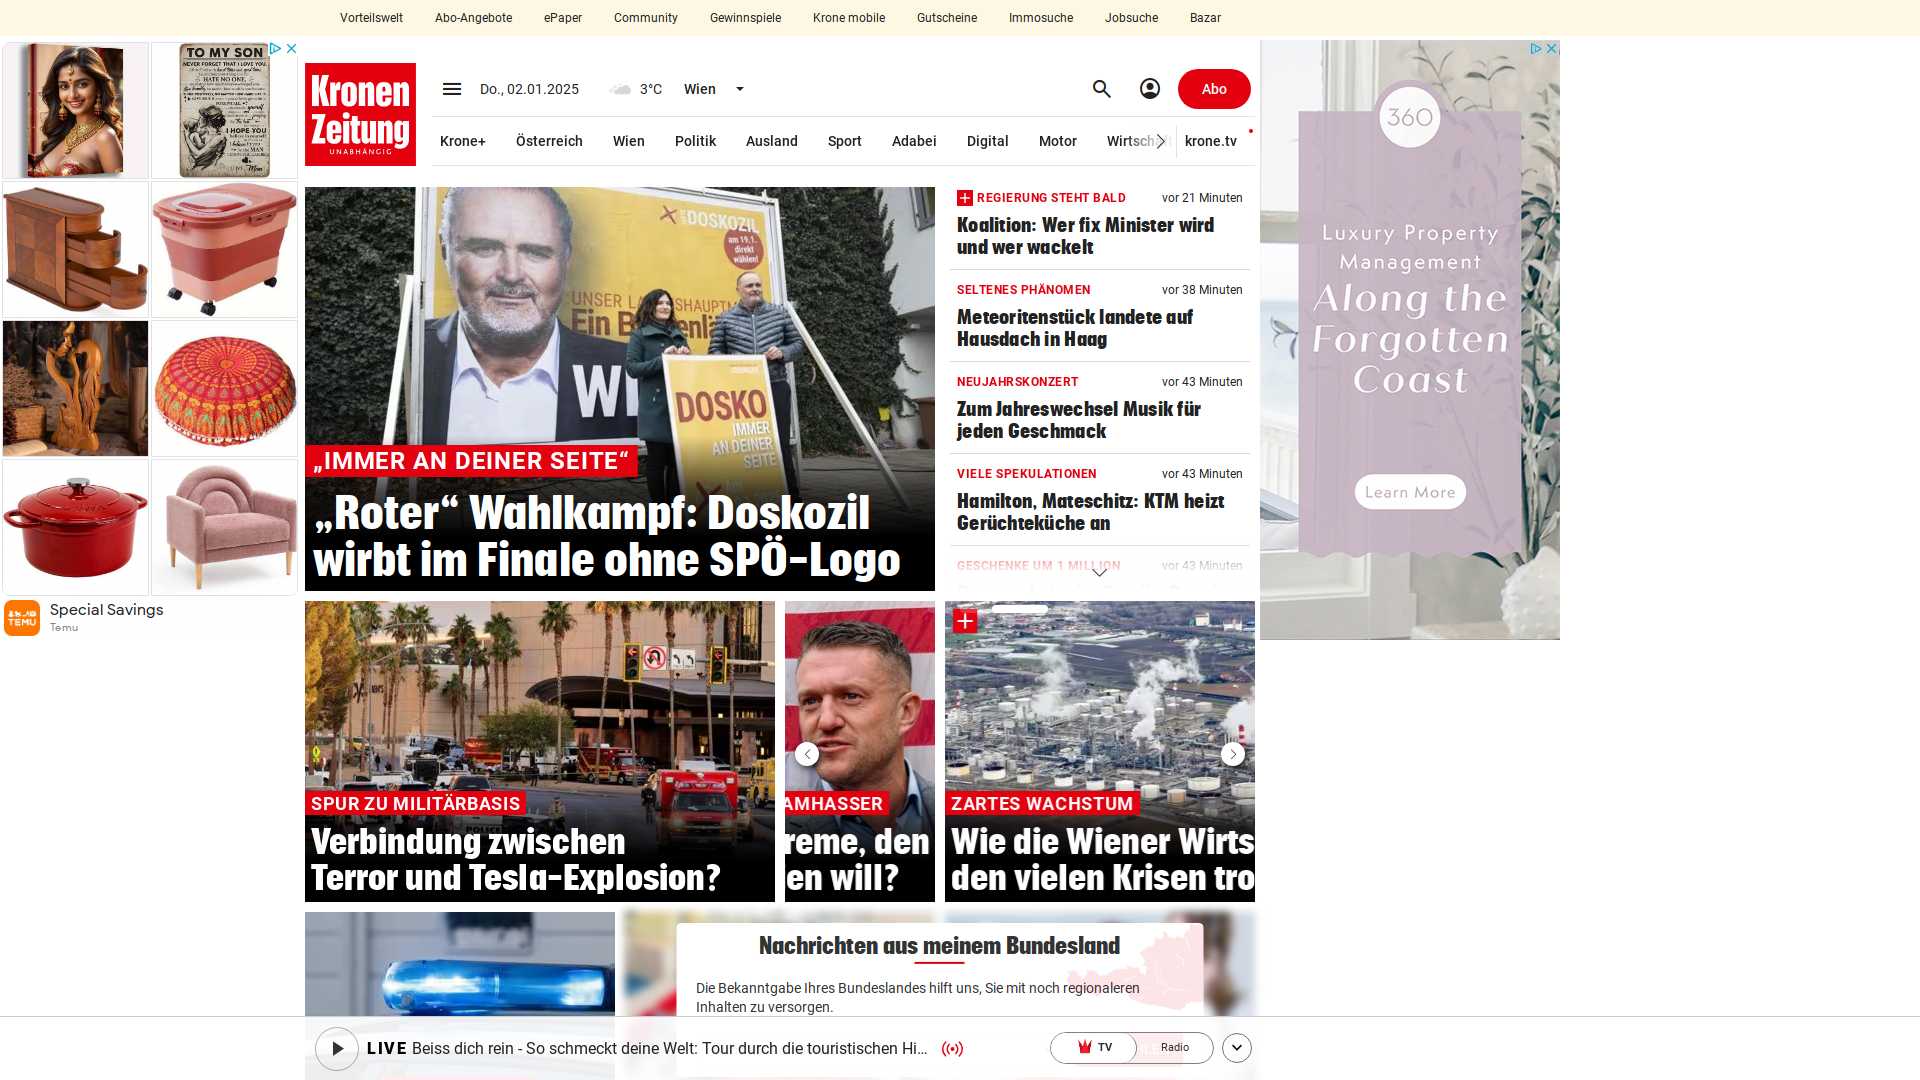 Vorteilswelt
Abo-Angebote
ePaper
Community
Gewinnspiele
Krone mobile
Gutscheine
Immosuche
Jobsuche
Bazar
TO MY SON
NEVER FORGET THAT I LOVE YOU.
I HOPE YOU
Special Savings
TEMU
Temu
Kronen
Zeitung
UNABHÄNGIG
Do., 02.01.2025
3°C
Wien
Abo
Krone+
Österreich
Wien
Politik
Ausland
Sport
Adabei
Digital
Motor
Wirtsch
krone.tv
DOSKOZIL
am 19.1.
direkt
wählen!
DOSKO
IMMER
AN DEINER
SEITE
„IMMER AN DEINER SEITE“
„Roter“ Wahlkampf: Doskozil
wirbt im Finale ohne SPÖ-Logo
REGIERUNG STEHT BALD
vor 21 Minuten
Koalition: Wer fix Minister wird
und wer wackelt
SELTENES PHÄNOMEN
vor 38 Minuten
Meteoritenstück landete auf
Hausdach in Haag
NEUJAHRSKONZERT
vor 43 Minuten
Zum Jahreswechsel Musik für
jeden Geschmack
VIELE SPEKULATIONEN
vor 43 Minuten
Hamilton, Mateschitz: KTM heizt
Gerüchteküche an
GESCHENKE UM 1 MILLION
vor 43 Minuten
SPUR ZU MILITÄRBASIS
Verbindung zwischen
Terror und Tesla-Explosion?
AMHASSER
reme, den
en will?
ZARTES WACHSTUM
Wie die Wiener Wirts
den vielen Krisen tro
360
Luxury Property
Management
Along the
Forgotten
Coast
Learn More
Nachrichten aus meinem Bundesland
Die Bekanntgabe Ihres Bundeslandes hilft uns, Sie mit noch regionaleren
Inhalten zu versorgen.
LIVE Beiss dich rein - So schmeckt deine Welt: Tour durch die touristischen Hi...
TV
Radio